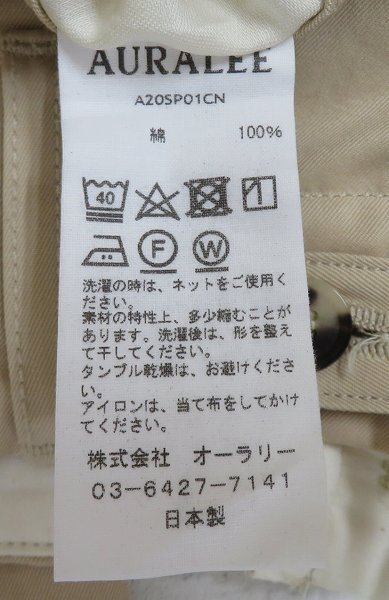 AURALEE
A20SP01CN
綿 100%
40
F W
洗濯の時は、ネットをご使用く
ださい。
素材の特性上、多少縮むことが
あります。洗濯後は、形を整え
て干してください。
タンブル乾燥は、お避けくださ
い。
アイロンは、当て布をしてかけ
てください。
株式会社 オーラリー
03-6427-7141
日本製